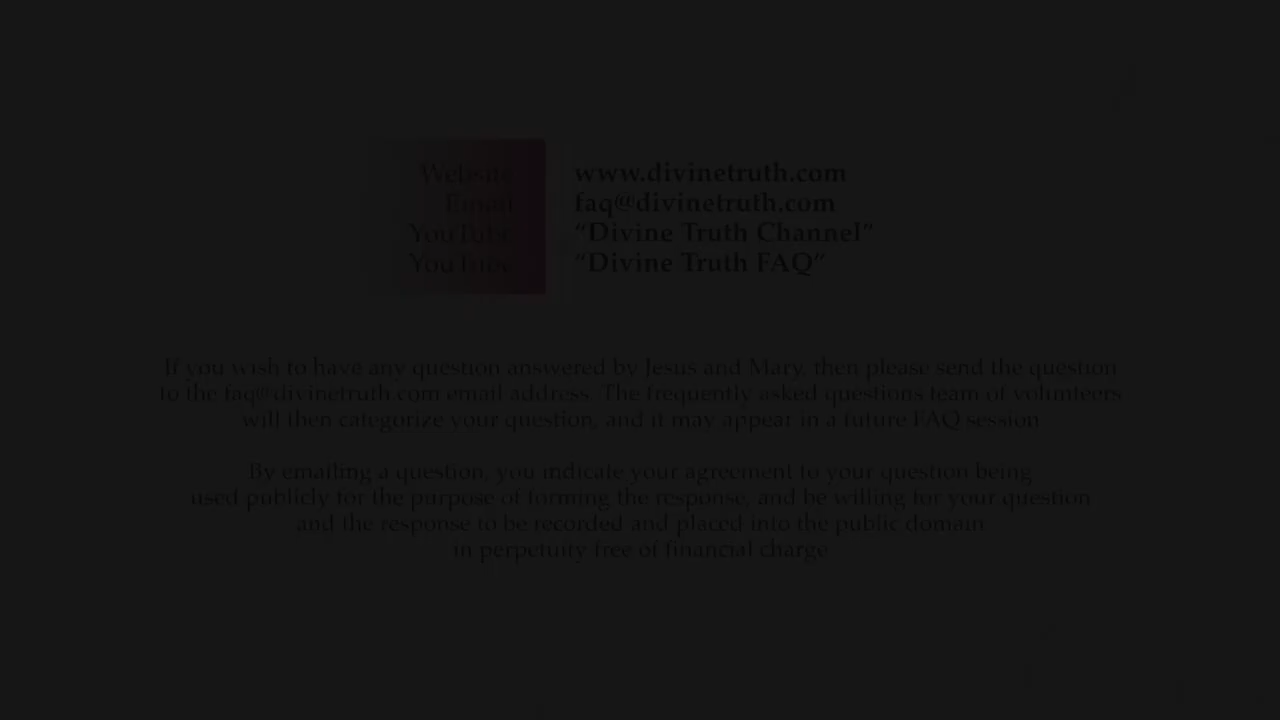 Website www.divinetruth.com
Email faq@divinetruth.com
YouTube “Divine Truth Channel”
YouTube “Divine Truth FAQ”
If you wish to have any question answered by Jesus and Mary, then please send the question
to the faq@divinetruth.com email address. The frequently asked questions team of volunteers
will then categorize your question, and it may appear in a future FAQ session
By emailing a question, you indicate your agreement to your question being
used publicly for the purpose of forming the response, and be willing for your question
and the response to be recorded and placed into the public domain
in perpetuity free of financial charge